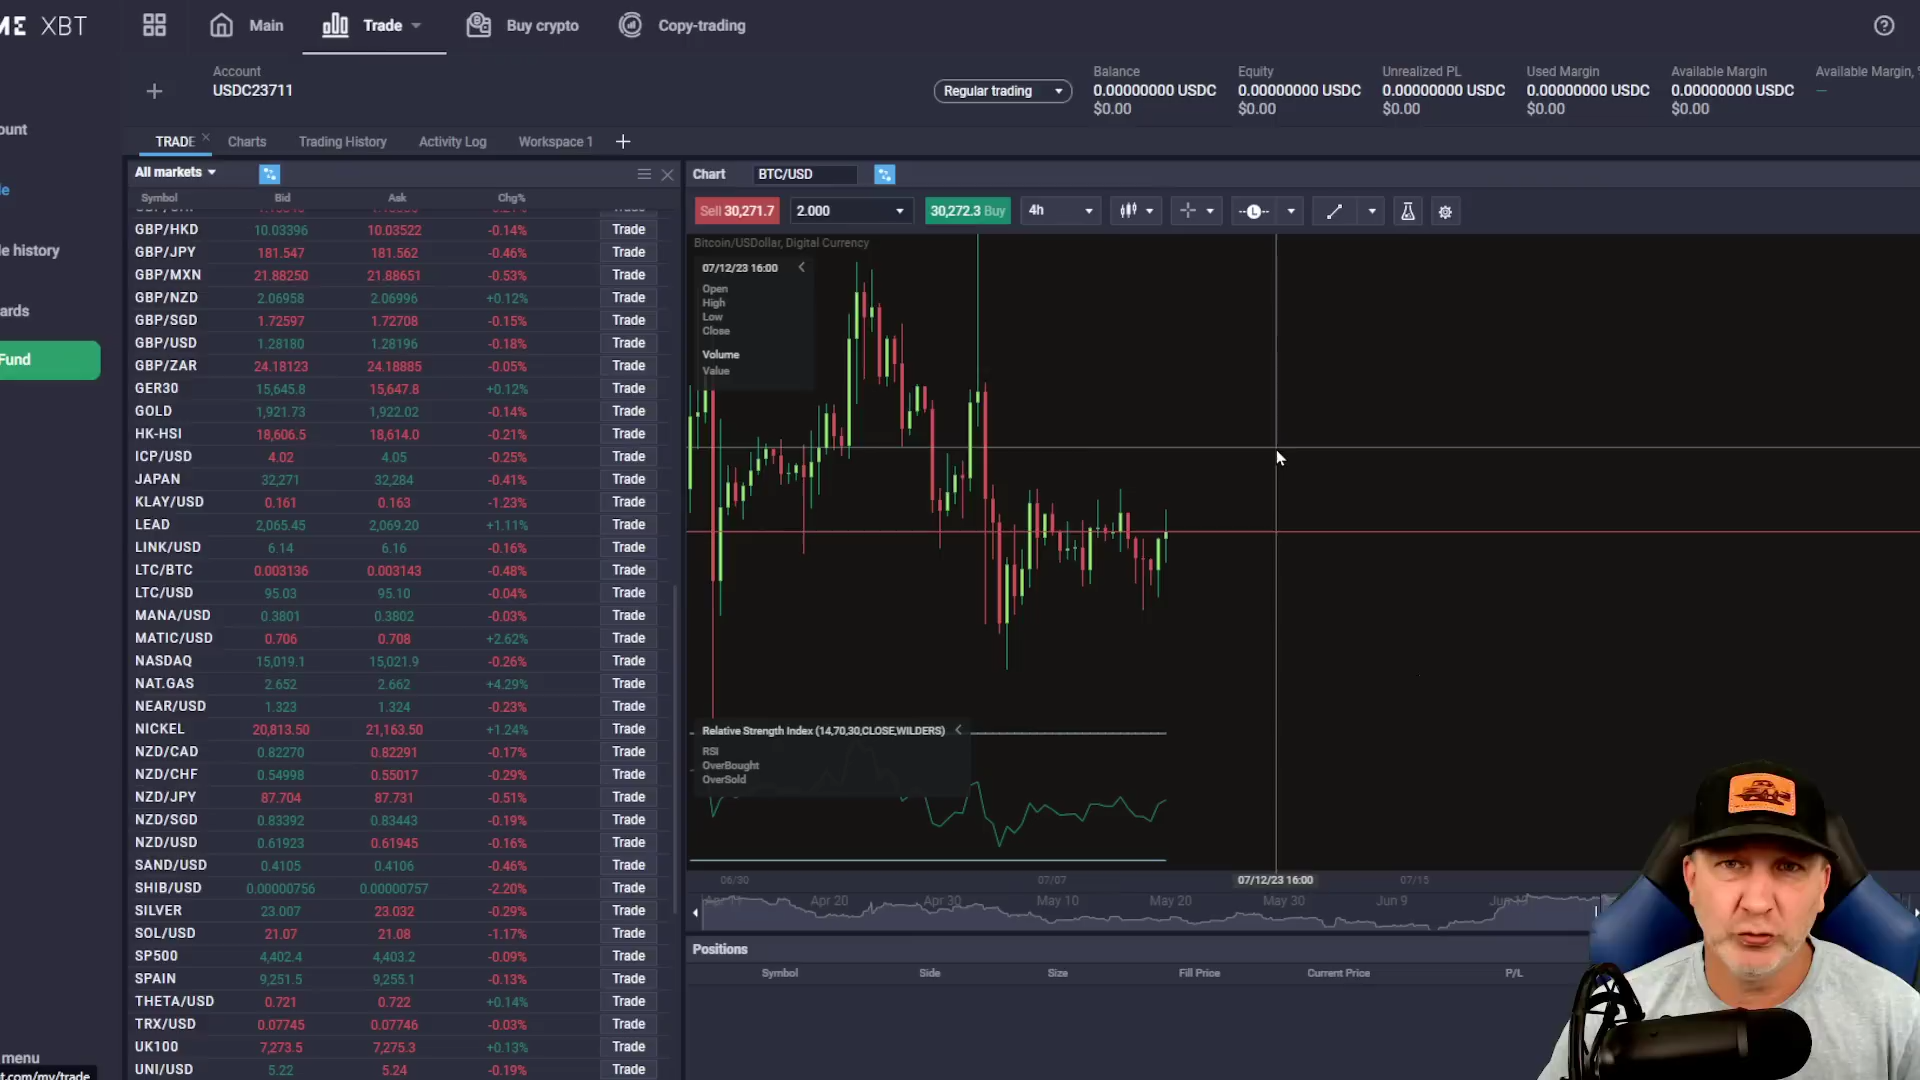 ME XBT
Main
Trade
Buy crypto
Copy-trading
Account
USDC23711
Regular trading
Balance
0.00000000 USDC
$0.00
Equity
0.00000000 USDC
$0.00
Unrealized PL
0.00000000 USDC
$0.00
Used Margin
0.00000000 USDC
$0.00
Available Margin
0.00000000 USDC
$0.00
Available Margin,
ount
le history
ards
Fund
menu
t.com/my/trade
TRADE Charts Trading History Activity Log Workspace 1
All markets
Symbol Bid Ask Chg%
GBP/HKD 10.03396 10.03522 -0.14% Trade
GBP/JPY 181.547 181.562 -0.46% Trade
GBP/MXN 21.88250 21.88651 -0.53% Trade
GBP/NZD 2.06958 2.06996 +0.12% Trade
GBP/SGD 1.72597 1.72708 -0.15% Trade
GBP/USD 1.28180 1.28196 -0.18% Trade
GBP/ZAR 24.18123 24.18885 -0.05% Trade
GER30 15,645.8 15,647.8 +0.12% Trade
GOLD 1,921.73 1,922.02 -0.14% Trade
HK-HSI 18,606.5 18,614.0 -0.21% Trade
ICP/USD 4.02 4.05 -0.25% Trade
JAPAN 32,271 32,284 -0.41% Trade
KLAY/USD 0.161 0.163 -1.23% Trade
LEAD 2,065.45 2,069.20 +1.11% Trade
LINK/USD 6.14 6.16 -0.16% Trade
LTC/BTC 0.003136 0.003143 -0.48% Trade
LTC/USD 95.03 95.10 -0.04% Trade
MANA/USD 0.3801 0.3802 -0.03% Trade
MATIC/USD 0.706 0.708 +2.62% Trade
NASDAQ 15,019.1 15,021.9 -0.26% Trade
NAT.GAS 2.652 2.662 +4.29% Trade
NEAR/USD 1.323 1.324 -0.23% Trade
NICKEL 20,813.50 21,163.50 +1.24% Trade
NZD/CAD 0.82270 0.82291 -0.17% Trade
NZD/CHF 0.54998 0.55017 -0.29% Trade
NZD/JPY 87.704 87.731 -0.51% Trade
NZD/SGD 0.83392 0.83443 -0.19% Trade
NZD/USD 0.61923 0.61945 -0.16% Trade
SAND/USD 0.4105 0.4106 -0.46% Trade
SHIB/USD 0.00000756 0.00000757 -2.20% Trade
SILVER 23.007 23.032 -0.29% Trade
SOL/USD 21.07 21.08 -1.17% Trade
SP500 4,402.4 4,403.2 -0.09% Trade
SPAIN 9,251.5 9,255.1 -0.13% Trade
THETA/USD 0.721 0.722 +0.14% Trade
TRX/USD 0.07745 0.07746 -0.03% Trade
UK100 7,273.5 7,275.3 +0.13% Trade
UNI/USD 5.22 5.24 -0.19% Trade
Chart BTC/USD
Sell 30,271.7 2.000 30,272.3 Buy 4h
Bitcoin/USDollar, Digital Currency
07/12/23 16:00
Open
High
Low
Close
Volume
Value
Relative Strength Index (14,70,30,CLOSE,WILDERS)
RSI
OverBought
OverSold
06/30 07/07 07/12/23 16:00 07/15
Apr 20 Apr 30 May 10 May 20 May 30 Jun 9
Positions
Symbol Side Size Fill Price Current Price P/L